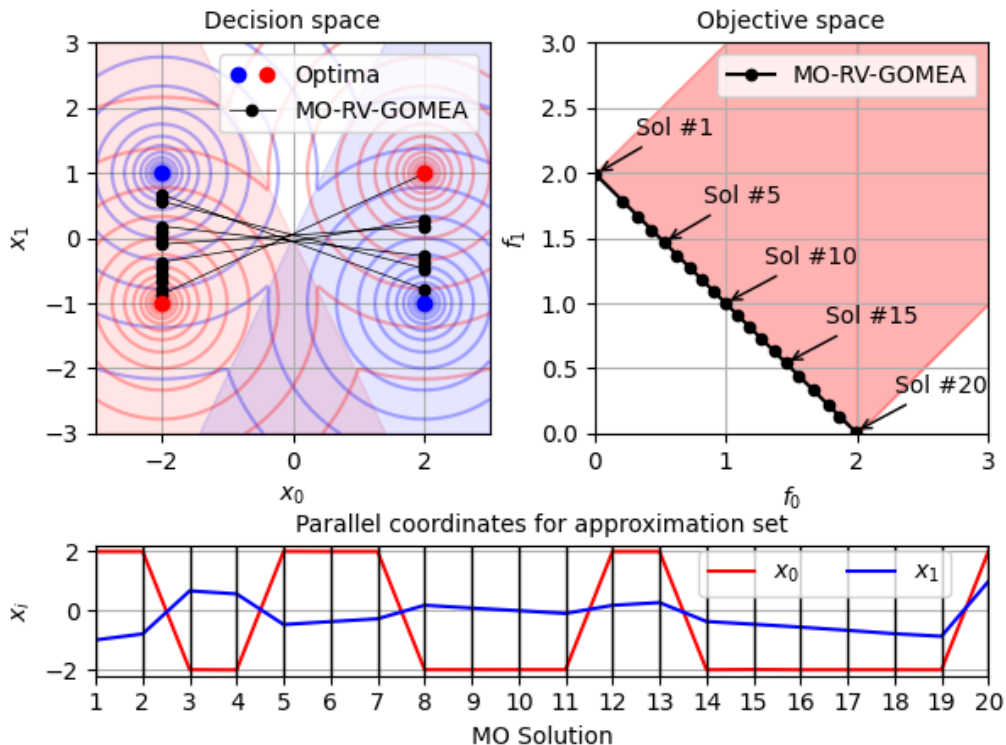 Decision space
3
2
1
0
−1
−2
−3
−2
0
2
x₁
x₀
Optima
MO-RV-GOMEA
Objective space
3.0
2.5
2.0
1.5
1.0
0.5
0.0
0
1
2
3
f₁
f₀
MO-RV-GOMEA
Sol #1
Sol #5
Sol #10
Sol #15
Sol #20
Parallel coordinates for approximation set
2
0
−2
xᵢ
x₀ x₁
1 2 3 4 5 6 7 8 9 10 11 12 13 14 15 16 17 18 19 20
MO Solution